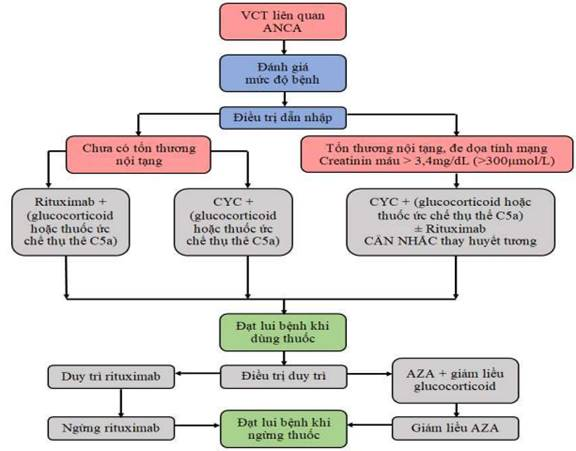 VCT liên quan
ANCA
Đánh giá
mức độ bệnh
Điều trị dẫn nhập
Chưa có tổn thương
nội tạng
Tổn thương nội tạng, đe dọa tính mạng
Creatinin máu > 3,4mg/dL (>300µmol/L)
Rituximab +
(glucocorticoid
hoặc thuốc ức
chế thụ thể C5a)
CYC +
(glucocorticoid
hoặc thuốc ức
chế thụ thể C5a)
CYC + (glucocorticoid hoặc
thuốc ức chế thụ thể C5a)
± Rituximab
CÂN NHẮC thay huyết tương
Đạt lui bệnh khi
dùng thuốc
Duy trì rituximab
Điều trị duy trì
AZA + giảm liều
glucocorticoid
Ngừng rituximab
Đạt lui bệnh khi
ngừng thuốc
Giảm liều AZA